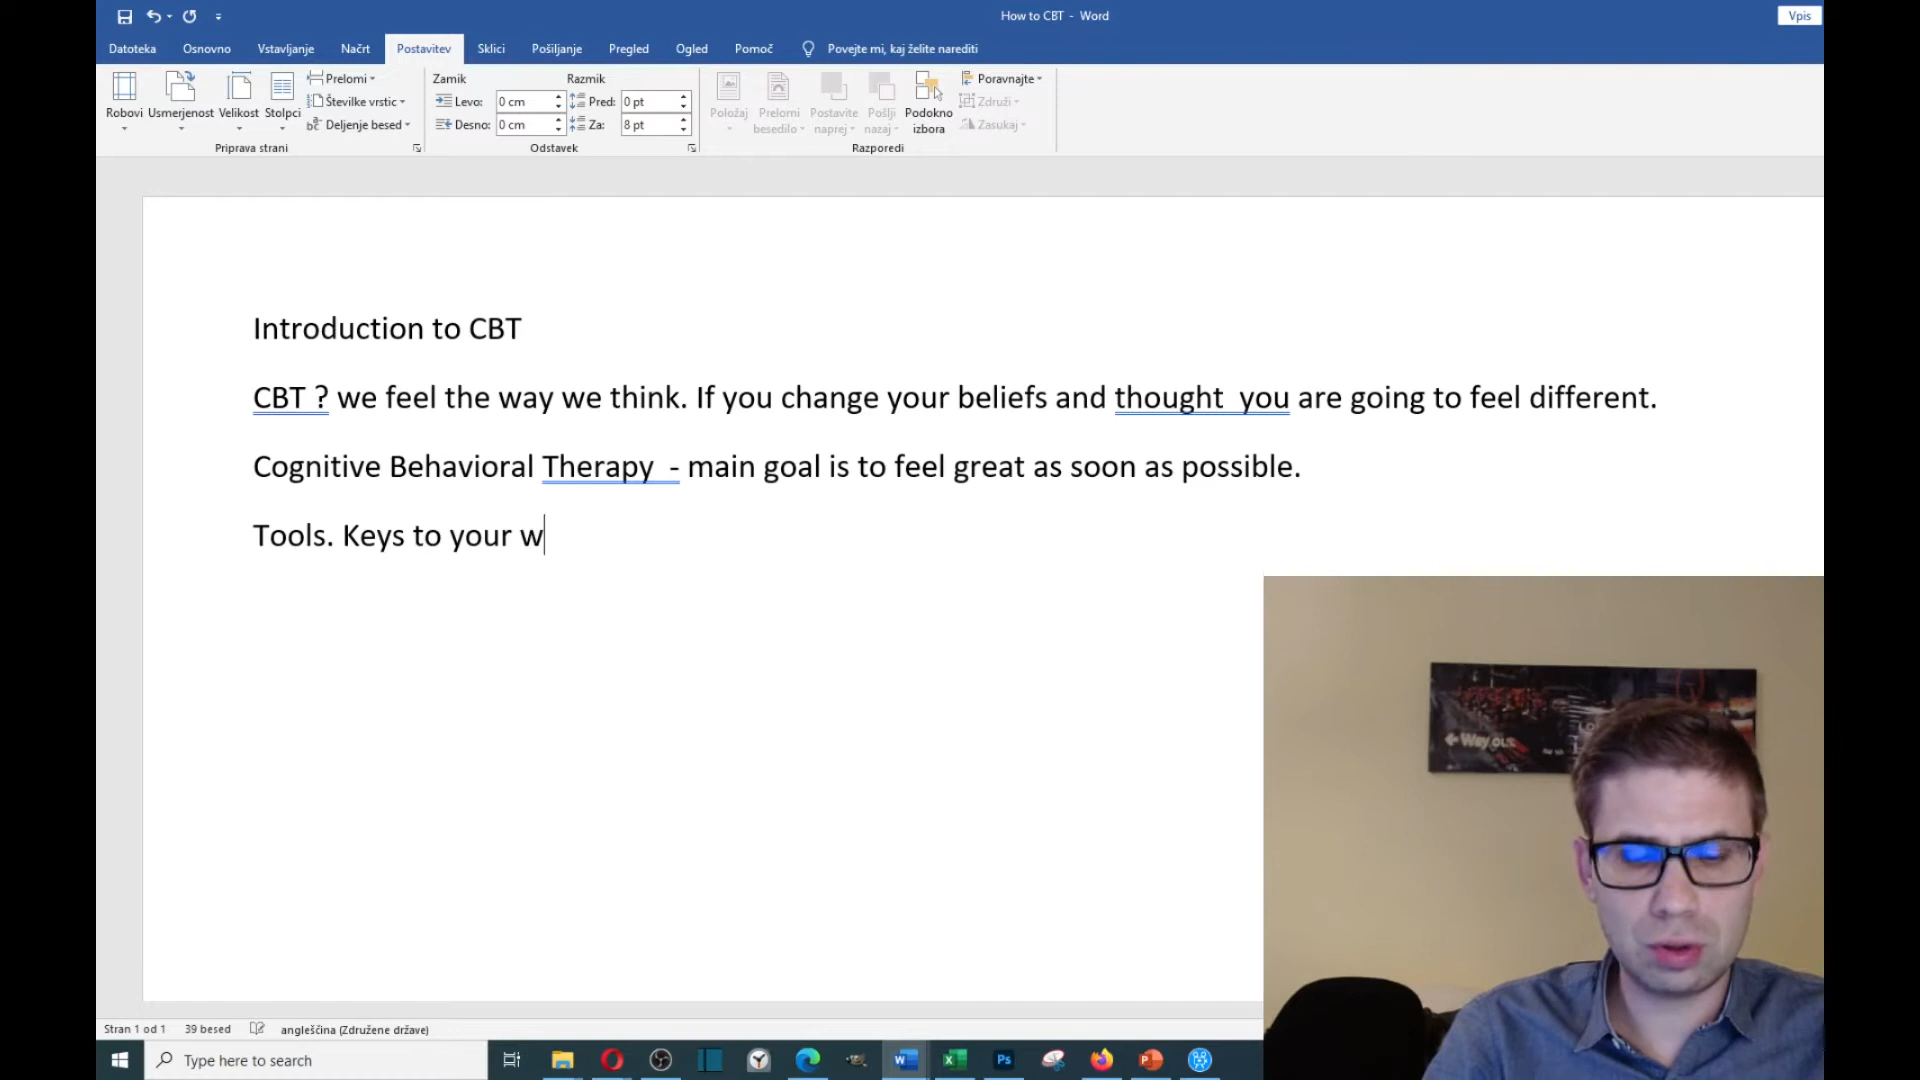 How to CBT - Word
Vpis
Datoteka Osnovno Vstavljanje Načrt Postavitev Sklici Pošiljanje Pregled Ogled Pomoč Povejte mi, kaj želite narediti
Robovi Usmerjenost Velikost Stolpci
Prelomi
Številke vrstic
Deljenje besed
Priprava strani
Zamik Razmik
Levo: 0 cm Pred: 0 pt
Desno: 0 cm Za: 8 pt
Odstavek
Položaj Prelomi besedilo Postavite naprej Pošlji nazaj Podokno izbora
Poravnajte
Združi
Zasukaj
Razporedi
Introduction to CBT
CBT ? we feel the way we think. If you change your beliefs and thought  you are going to feel different.
Cognitive Behavioral Therapy  - main goal is to feel great as soon as possible.
Tools. Keys to your w
Way out
Stran 1 od 1 39 besed angleščina (Združene države)
Type here to search